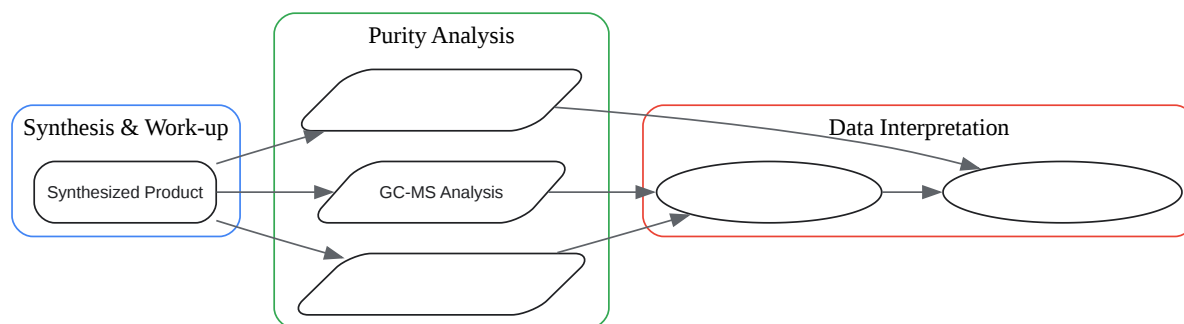 Purity Analysis
Synthesis & Work-up
Data Interpretation
Synthesized Product
GC-MS Analysis